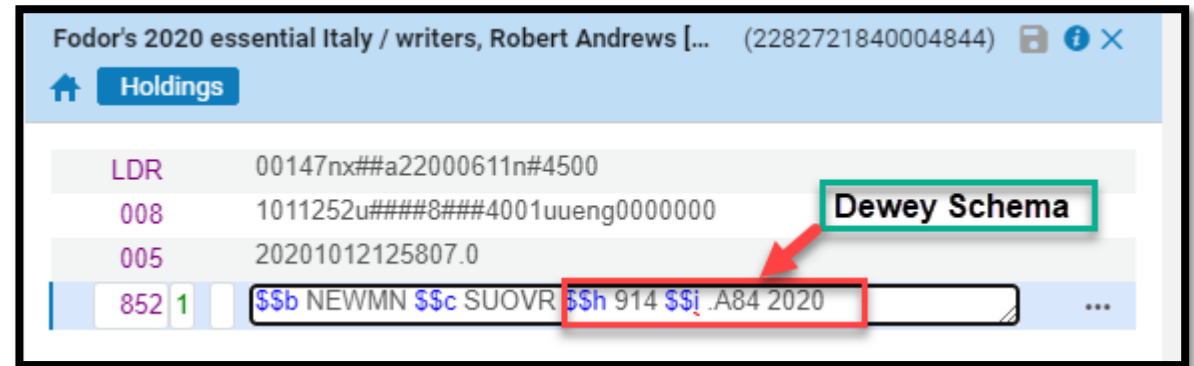 Fodor's 2020 essential Italy / writers, Robert Andrews [... (2282721840004844)
Holdings
LDR 00147nx##a22000611n#4500
008 1011252u####8###4001uueng0000000
Dewey Schema
005 20201012125807.0
852 1 $$b NEWMN $$c SUOVR $$h 914 $$i .A84 2020 ...